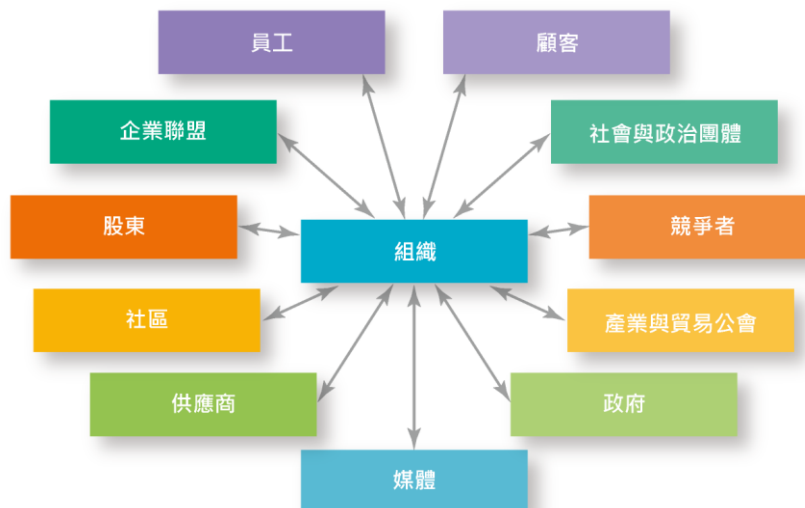 員工
顧客
企業聯盟
社會與政治團體
股東
組織
競爭者
社區
產業與貿易公會
供應商
政府
媒體